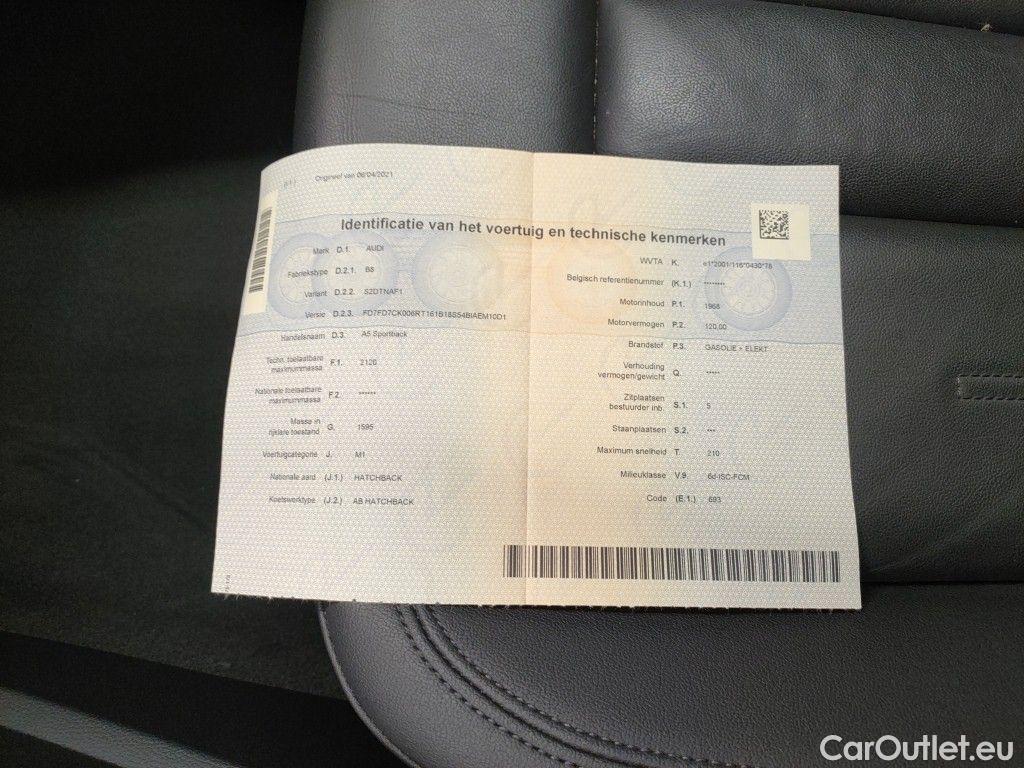 Origineel van 06/04/2021
Identificatie van het voertuig en technische kenmerken
Merk D.1. AUDI
Fabriekstype D.2.1. B8
Variant D.2.2. S2DTNAF1
Versie D.2.3. FD7FD7CK006RT161B18S54BIAEM10D1
Handelsnaam D.3. A5 Sportback
Techn. toelaatbare
maximummassa F.1. 2120
Nationale toelaatbare
maximummassa F.2. ******
Massa in
rijklare toestand G. 1595
Voertuigcategorie J. M1
Nationale aard (J.1.) HATCHBACK
Koetswerktype (J.2.) AB HATCHBACK
WVTA K. e1*2001/116*0430*78
Belgisch referentienummer (K.1.) ********
Motorinhoud P.1. 1968
Motorvermogen P.2. 120,00
Brandstof P.3. GASOLIE + ELEKT
Verhouding
vermogen/gewicht Q. *****
Zitplaatsen
bestuurder inb. S.1. 5
Staanplaatsen S.2. ***
Maximum snelheid T. 210
Milieuklasse V.9. 6d-ISC-FCM
Code (E.1.) 693
CarOutlet.eu